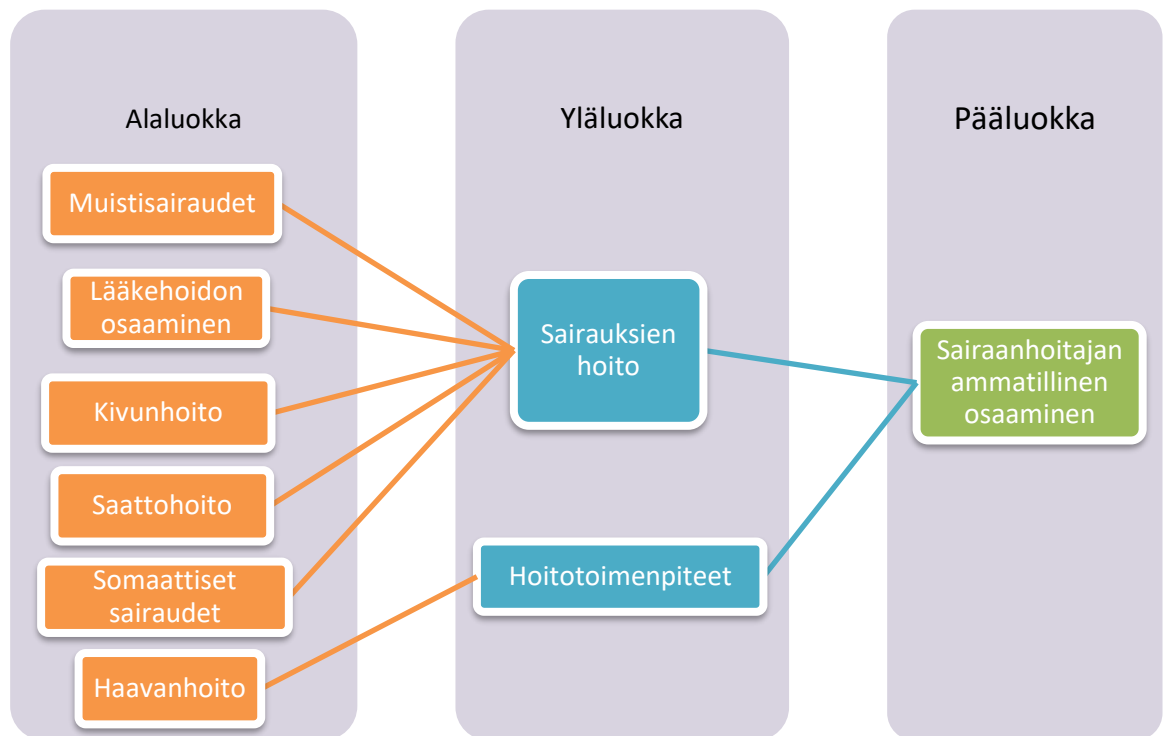 Alaluokka
Muistisairaudet
Lääkehoidon
osaaminen
Kivunhoito
Saattohoito
Somaattiset
sairaudet
Haavanhoito
Yläluokka
Sairauksien
hoito
Hoitotoimenpiteet
Pääluokka
Sairaanhoitajan
ammatillinen
osaaminen